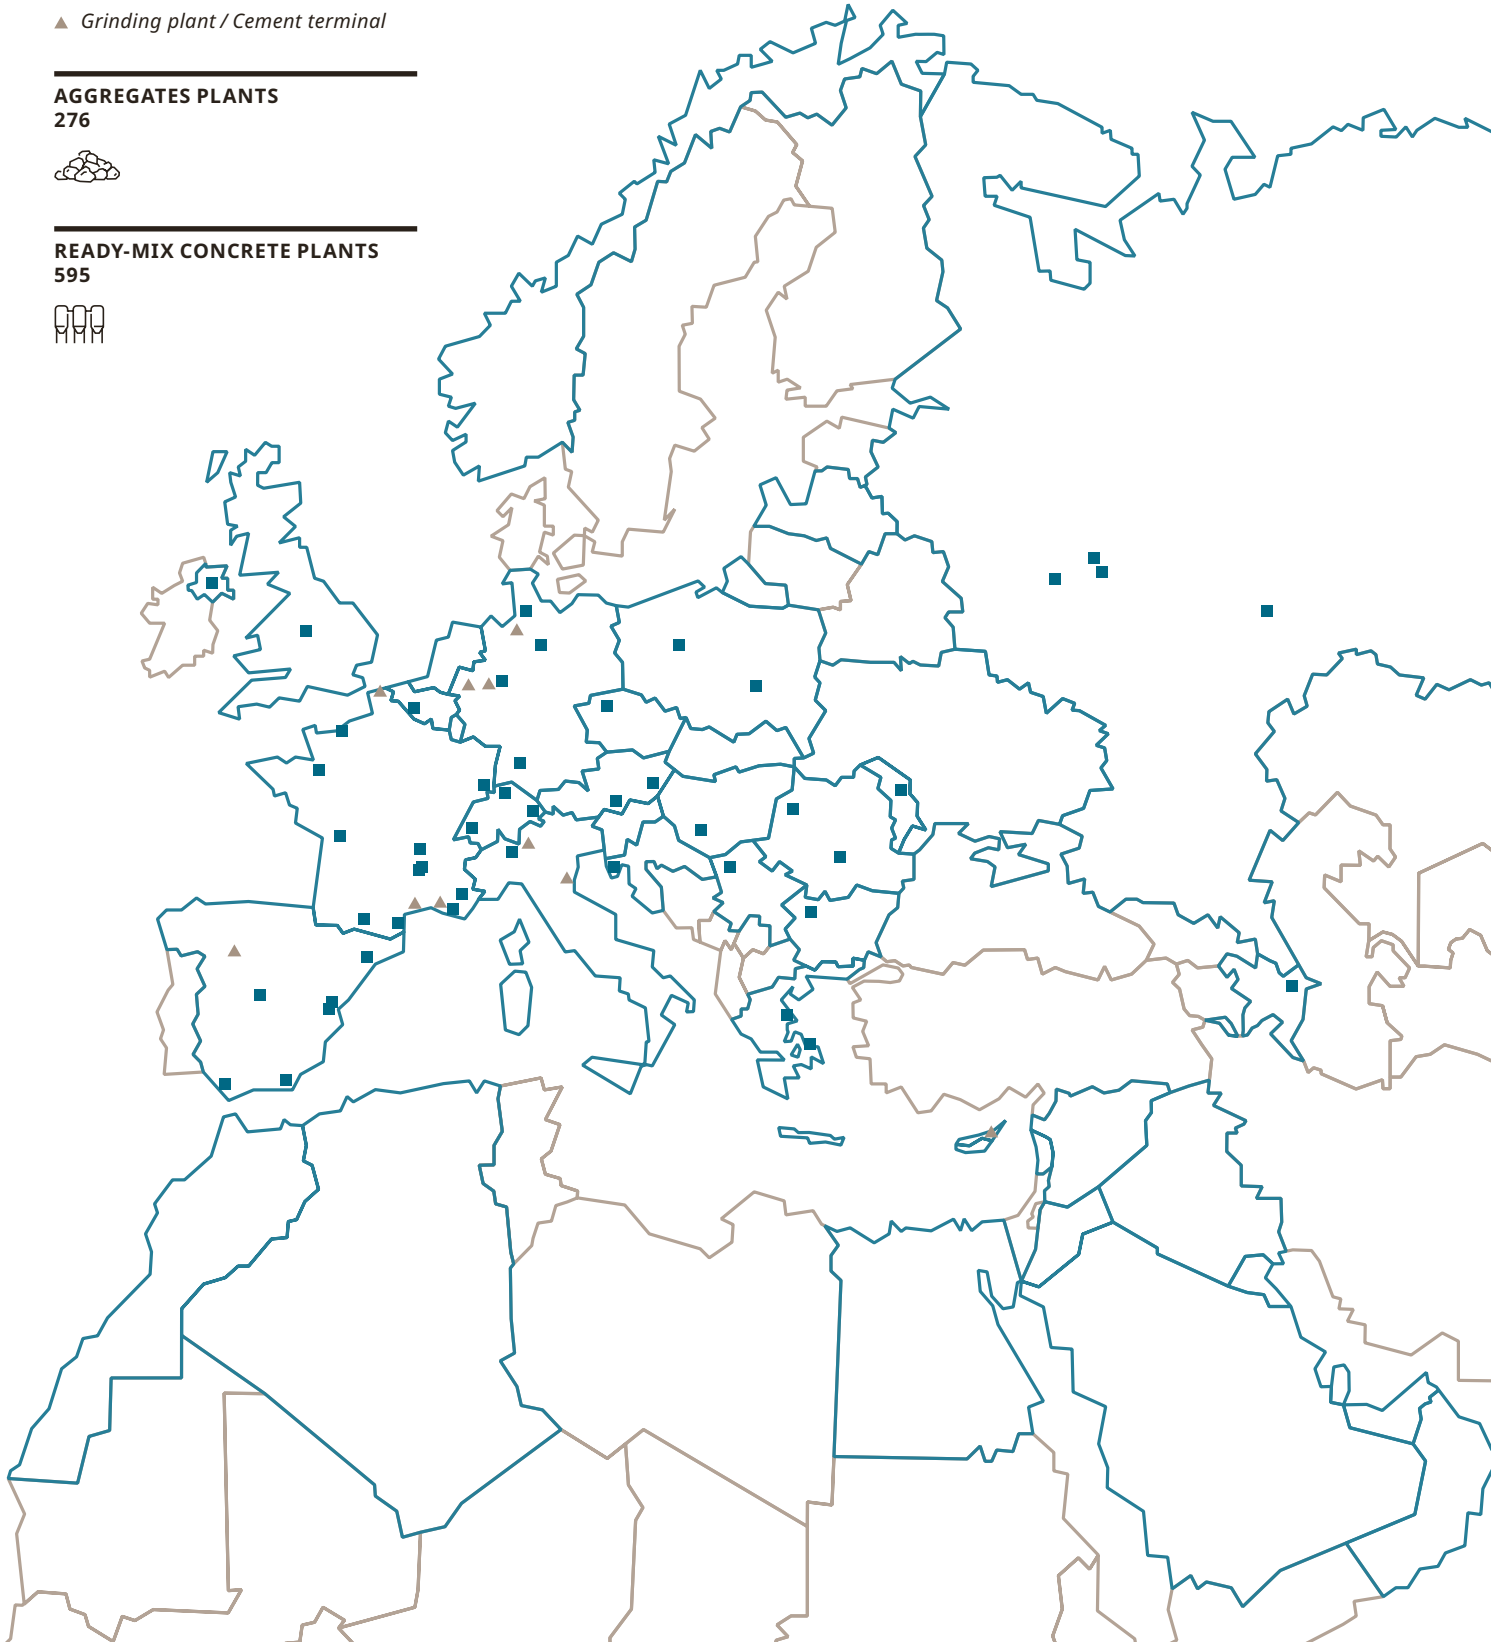 Grinding plant / Cement terminal
AGGREGATES PLANTS
276
READY-MIX CONCRETE PLANTS
595